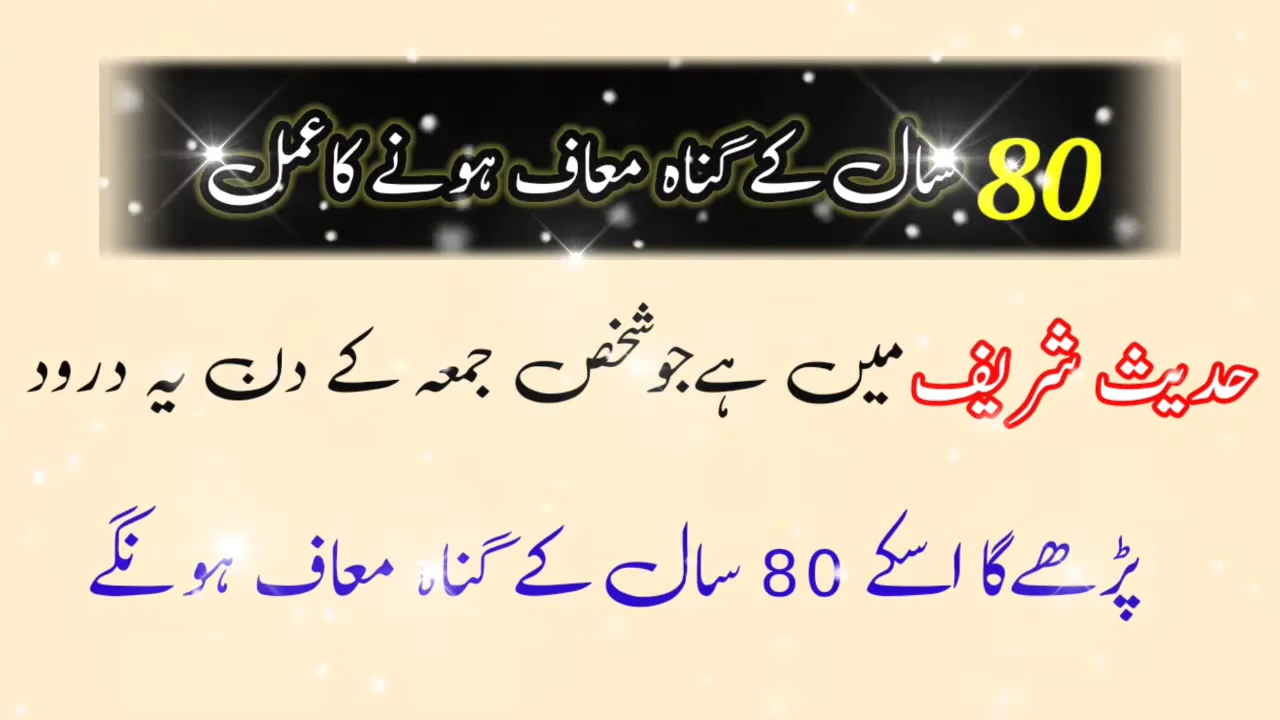 80 سال کے گناہ معاف ہونے کا عمل
حدیث شریف میں ہے جو شخص جمعہ کے دن یہ درود
پڑھے گا اسکے 80 سال کے گناہ معاف ہونگے